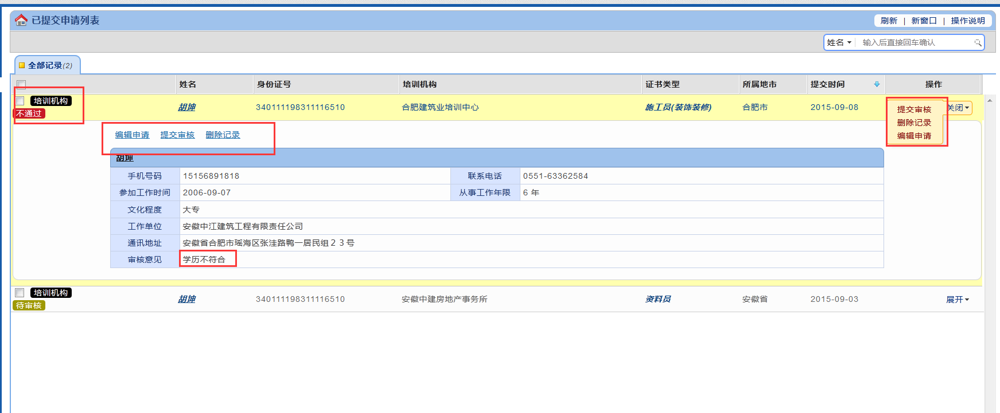 已提交申请列表
刷新 | 新窗口 | 操作说明
姓名 输入后直接回车确认
全部记录(2)
姓名 身份证号 培训机构 证书类型 所属地市 提交时间 操作
培训机构
不通过
胡坤 340111198311116510 合肥建筑业培训中心 施工员(装饰装修) 合肥市 2015-09-08 关闭
提交审核
删除记录
编辑申请
编辑申请 提交审核 删除记录
胡坤
手机号码 15156891818 联系电话 0551-63362584
参加工作时间 2006-09-07 从事工作年限 6 年
文化程度 大专
工作单位 安徽中江建筑工程有限责任公司
通讯地址 安徽省合肥市瑶海区张洼路鸭一居民组２３号
审核意见 学历不符合
培训机构
待审核
胡坤 340111198311116510 安徽中建房地产事务所 资料员 安徽省 2015-09-03 展开